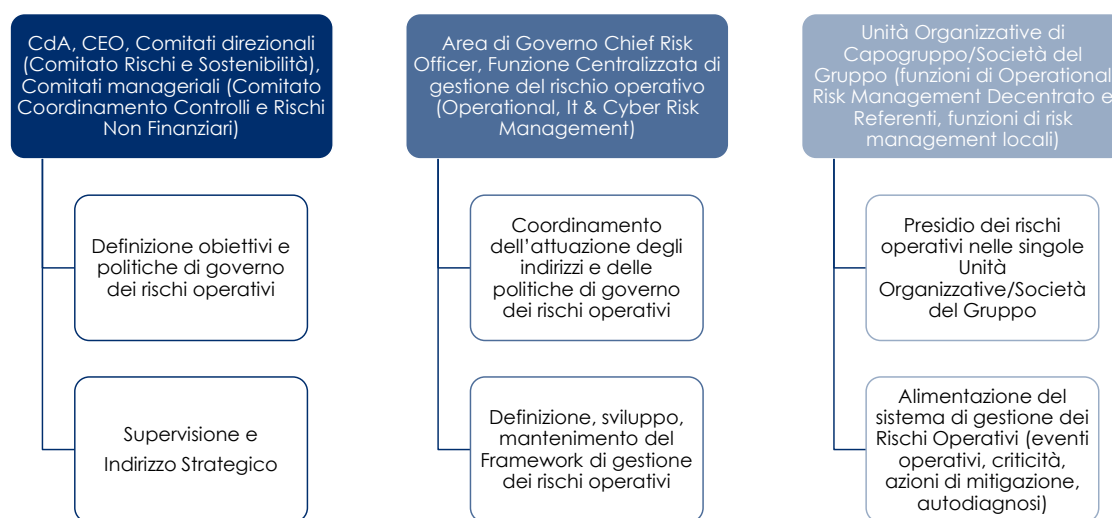 CdA, CEO, Comitati direzionali
(Comitato Rischi e Sostenibilità),
Comitati manageriali (Comitato
Coordinamento Controlli e Rischi
Non Finanziari)
Definizione obiettivi e
politiche di governo
dei rischi operativi
Supervisione e
Indirizzo Strategico
Area di Governo Chief Risk
Officer, Funzione Centralizzata di
gestione del rischio operativo
(Operational, It & Cyber Risk
Management)
Coordinamento
dell'attuazione degli
indirizzi e delle
politiche di governo
dei rischi operativi
Definizione, sviluppo,
mantenimento del
Framework di gestione
dei rischi operativi
Unità Organizzative di
Capogruppo/Società del
Gruppo (funzioni di Operational
Risk Management Decentrato e
Referenti, funzioni di risk
management locali)
Presidio dei rischi
operativi nelle singole
Unità
Organizzative/Società
del Gruppo
Alimentazione del
sistema di gestione dei
Rischi Operativi (eventi
operativi, criticità,
azioni di mitigazione,
autodiagnosi)